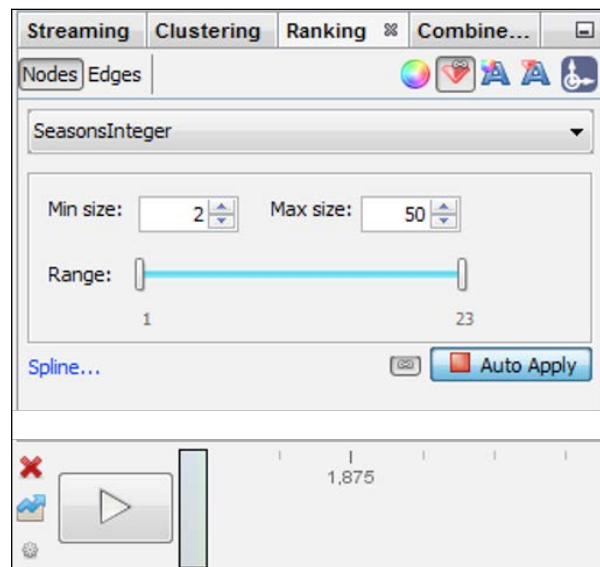 Streaming Clustering Ranking Combine...
Nodes Edges
SeasonsInteger
Min size: 2 Max size: 50
Range:
1 23
Spline... Auto Apply
1,875